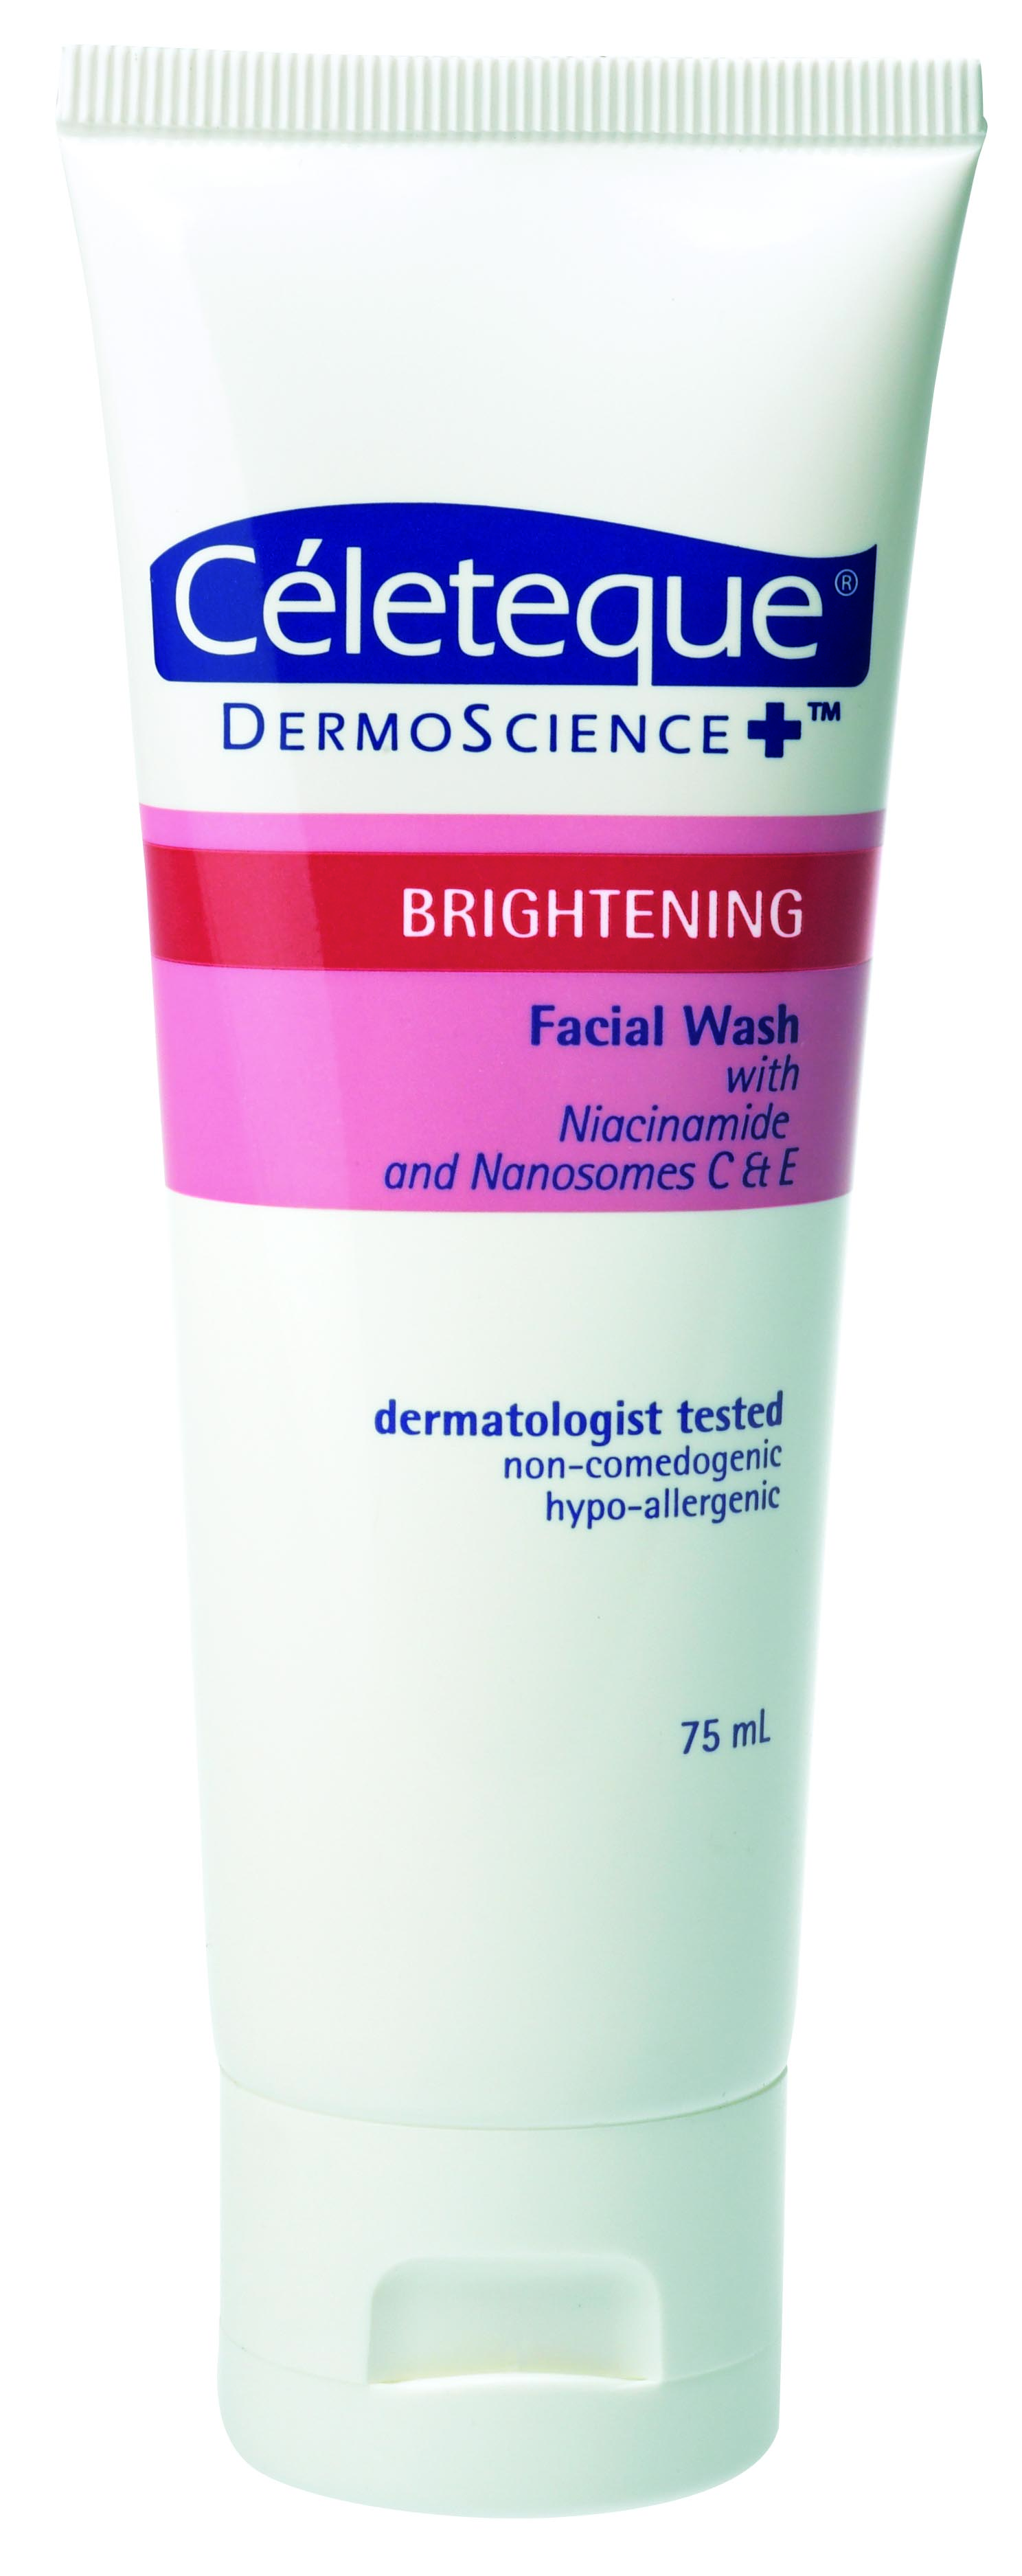 Céleteque®
DERMOSCIENCE✚™
BRIGHTENING
Facial Wash
with
Niacinamide
and Nanosomes C & E
dermatologist tested
non-comedogenic
hypo-allergenic
75 mL